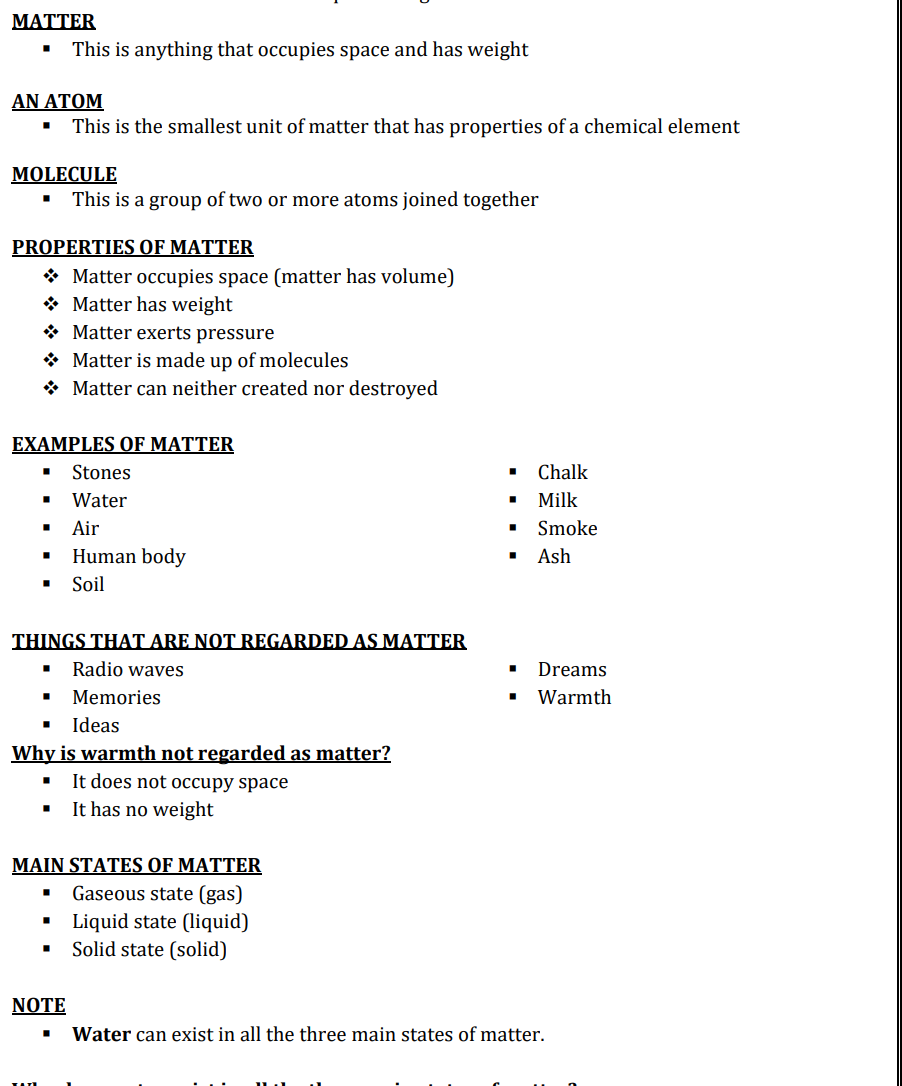 MATTER
▪ This is anything that occupies space and has weight
AN ATOM
▪ This is the smallest unit of matter that has properties of a chemical element
MOLECULE
▪ This is a group of two or more atoms joined together
PROPERTIES OF MATTER
❖ Matter occupies space (matter has volume)
❖ Matter has weight
❖ Matter exerts pressure
❖ Matter is made up of molecules
❖ Matter can neither created nor destroyed
EXAMPLES OF MATTER
▪ Stones
▪ Water
▪ Air
▪ Human body
▪ Soil
▪ Chalk
▪ Milk
▪ Smoke
▪ Ash
THINGS THAT ARE NOT REGARDED AS MATTER
▪ Radio waves
▪ Memories
▪ Ideas
▪ Dreams
▪ Warmth
Why is warmth not regarded as matter?
▪ It does not occupy space
▪ It has no weight
MAIN STATES OF MATTER
▪ Gaseous state (gas)
▪ Liquid state (liquid)
▪ Solid state (solid)
NOTE
▪ Water can exist in all the three main states of matter.